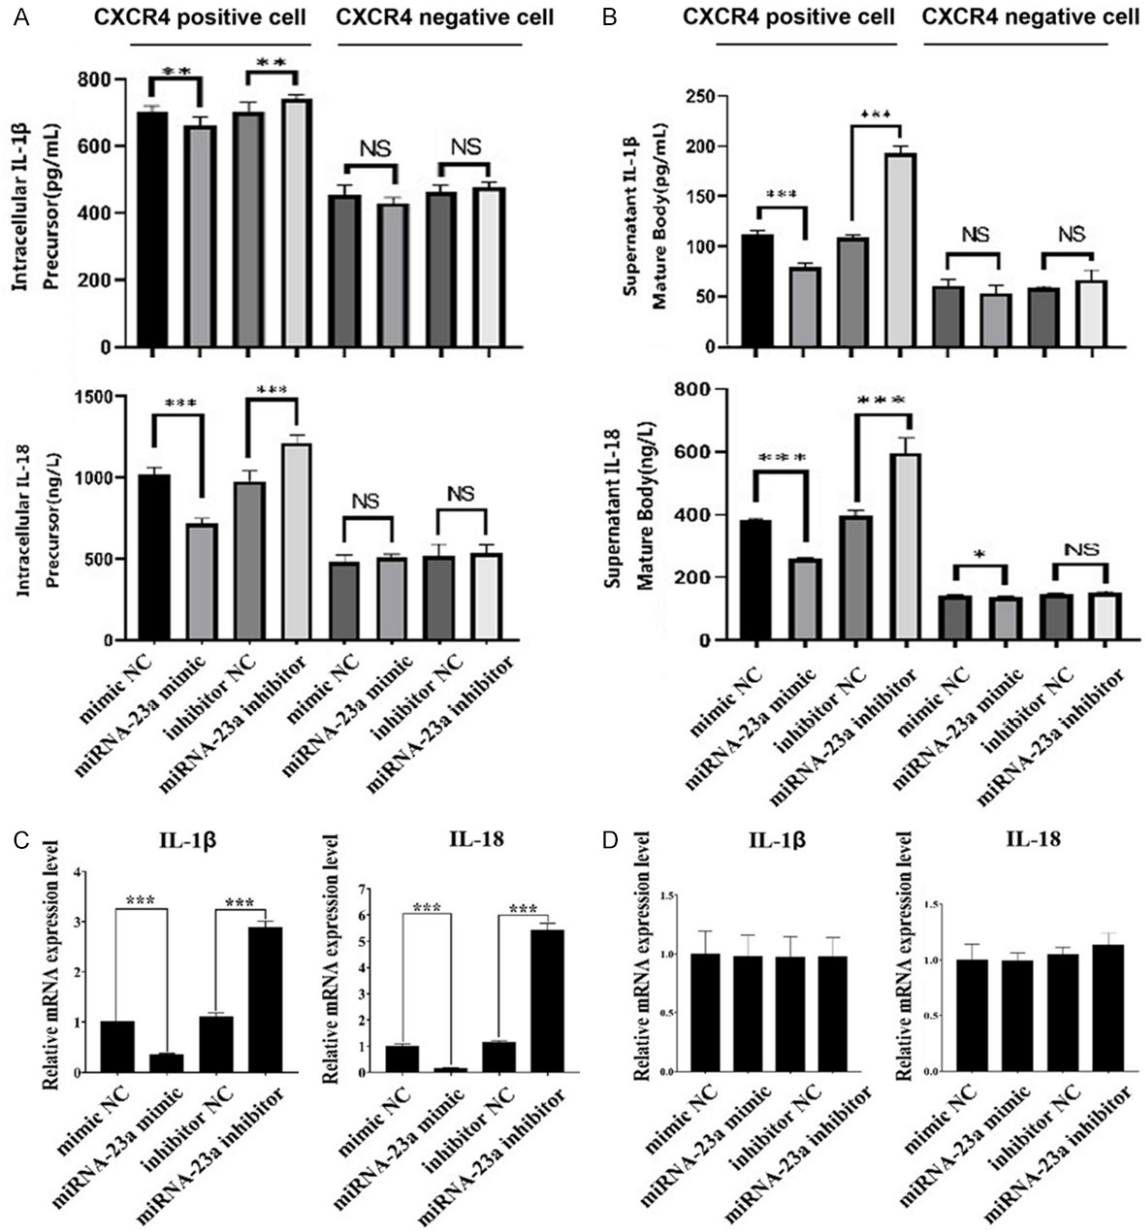 A
CXCR4 positive cell
CXCR4 negative cell
Intracellular IL-1β
Precursor(pg/mL)
800
600
400
200
0
**
**
NS
NS
Intracellular IL-18
Precursor(ng/L)
1500
1000
500
0
***
***
NS
NS
mimic NC
miRNA-23a mimic
inhibitor NC
miRNA-23a inhibitor
mimic NC
miRNA-23a mimic
inhibitor NC
miRNA-23a inhibitor
B
CXCR4 positive cell
CXCR4 negative cell
Supernatant IL-1β
Mature Body(pg/mL)
250
200
150
100
50
0
***
***
NS
NS
Supernatant IL-18
Mature Body(ng/L)
800
600
400
200
0
***
***
*
NS
mimic NC
miRNA-23a mimic
inhibitor NC
miRNA-23a inhibitor
mimic NC
miRNA-23a mimic
inhibitor NC
miRNA-23a inhibitor
C
IL-1β
Relative mRNA expression level
4
3
2
1
0
***
***
mimic NC
miRNA-23a mimic
inhibitor NC
miRNA-23a inhibitor
IL-18
Relative mRNA expression level
7
6
5
4
3
2
1
0
***
***
mimic NC
miRNA-23a mimic
inhibitor NC
miRNA-23a inhibitor
D
IL-1β
Relative mRNA expression level
1.5
1.0
0.5
0.0
mimic NC
miRNA-23a mimic
inhibitor NC
miRNA-23a inhibitor
IL-18
Relative mRNA expression level
1.5
1.0
0.5
0.0
mimic NC
miRNA-23a mimic
inhibitor NC
miRNA-23a inhibitor